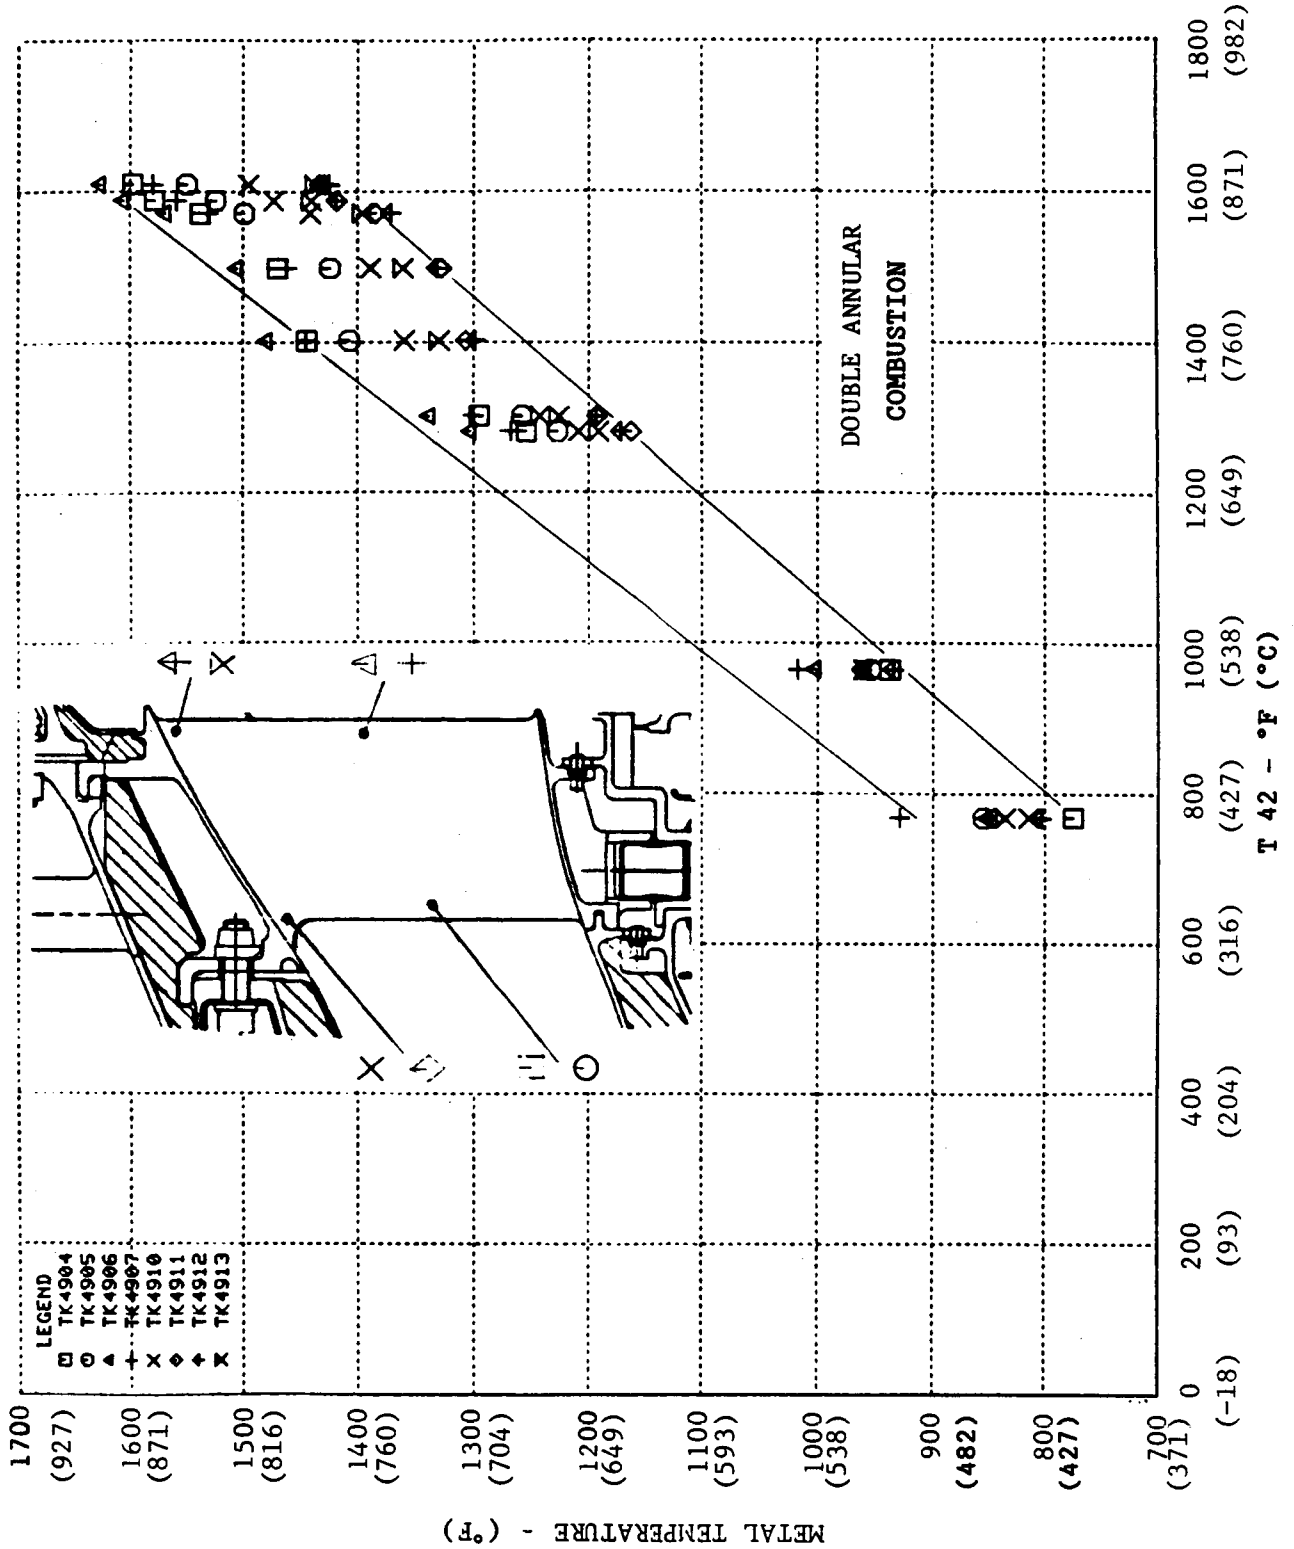 LEGEND
TK4904
TK4905
TK4906
TK4907
TK4910
TK4911
TK4912
TK4913
1700
(927)
1600
(871)
1500
(816)
1400
(760)
1300
(704)
1200
(649)
1100
(593)
1000
(538)
900
(482)
800
(427)
700
(371)
METAL TEMPERATURE - (°F)
DOUBLE ANNULAR
COMBUSTION
0 200 400 600 800 1000 1200 1400 1600 1800
(-18) (93) (204) (316) (427) (538) (649) (760) (871) (982)
T 42 - °F (°C)